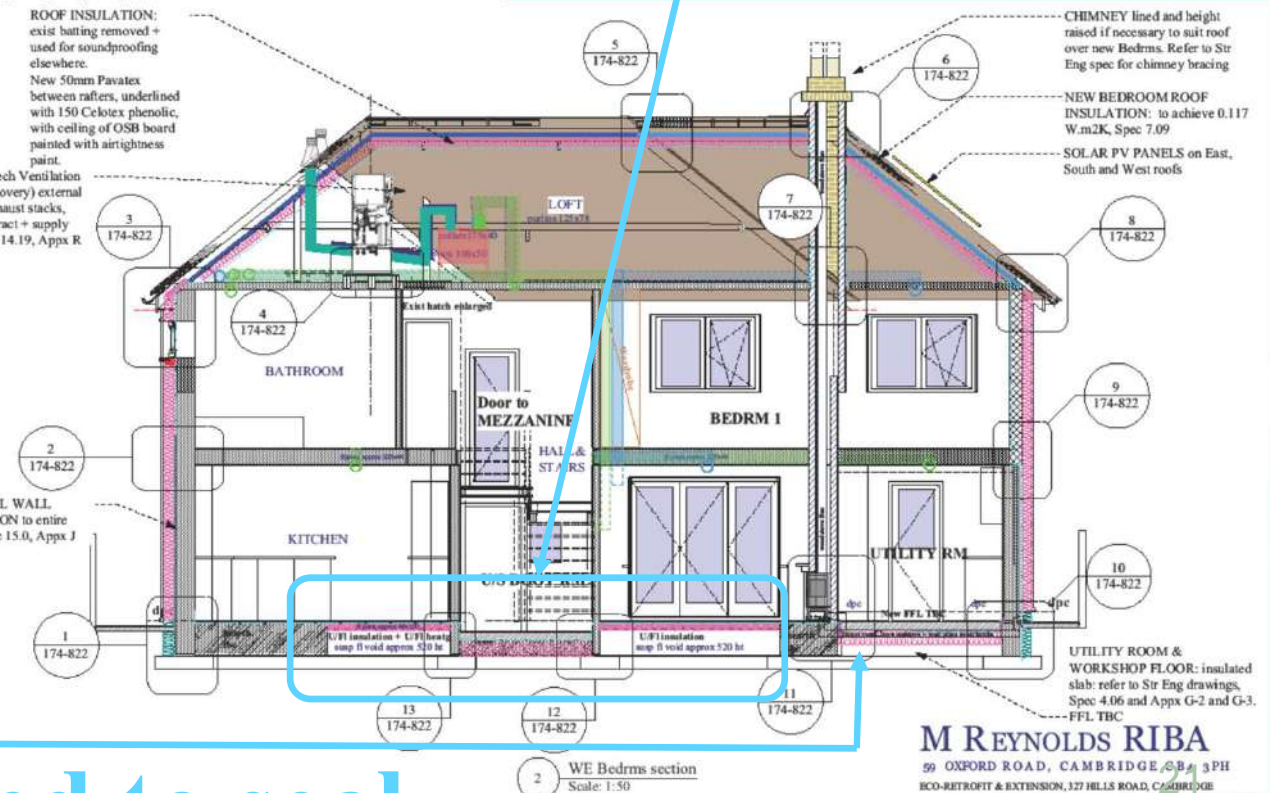 ROOF INSULATION:
exist batting removed +
used for soundproofing
elsewhere.
New 50mm Pavatex
between rafters, underlined
with 150 Celotex phenolic,
with ceiling of OSB board
painted with airtightness
paint.
ech Ventilation
overy) external
haust stacks,
ract + supply
14.19, Appx R
3
174-822
5
174-822
6
174-822
CHIMNEY lined and height
raised if necessary to suit roof
over new Bedrms. Refer to Str
Eng spec for chimney bracing
NEW BEDROOM ROOF
INSULATION: to achieve 0.117
W.m2K, Spec 7.09
SOLAR PV PANELS on East,
South and West roofs
7
174-822
8
174-822
LOFT
purlins 125x78
Exist hatch enlarged
4
174-822
BATHROOM
Door to
MEZZANINE
HALL &
STAIRS
BEDRM 1
Wardrobe
9
174-822
2
174-822
L WALL
ON to entire
15.0, Appx J
KITCHEN
U/S BOOT RM
UTILITY RM
10
174-822
dpc
dpc
dpc
New FFL TBC
1
174-822
U/Fl insulation + U/Fl heatg
susp fl void approx 520 ht
U/Fl insulation
susp fl void approx 520 ht
13
174-822
12
174-822
11
174-822
UTILITY ROOM &
WORKSHOP FLOOR: insulated
slab: refer to Str Eng drawings,
Spec 4.06 and Appx G-2 and G-3.
FFL TBC
2
WE Bedrms section
Scale: 1:50
M REYNOLDS RIBA
59 OXFORD ROAD, CAMBRIDGE CB4 3PH
21
ECO-RETROFIT & EXTENSION, 327 HILLS ROAD, CAMBRIDGE